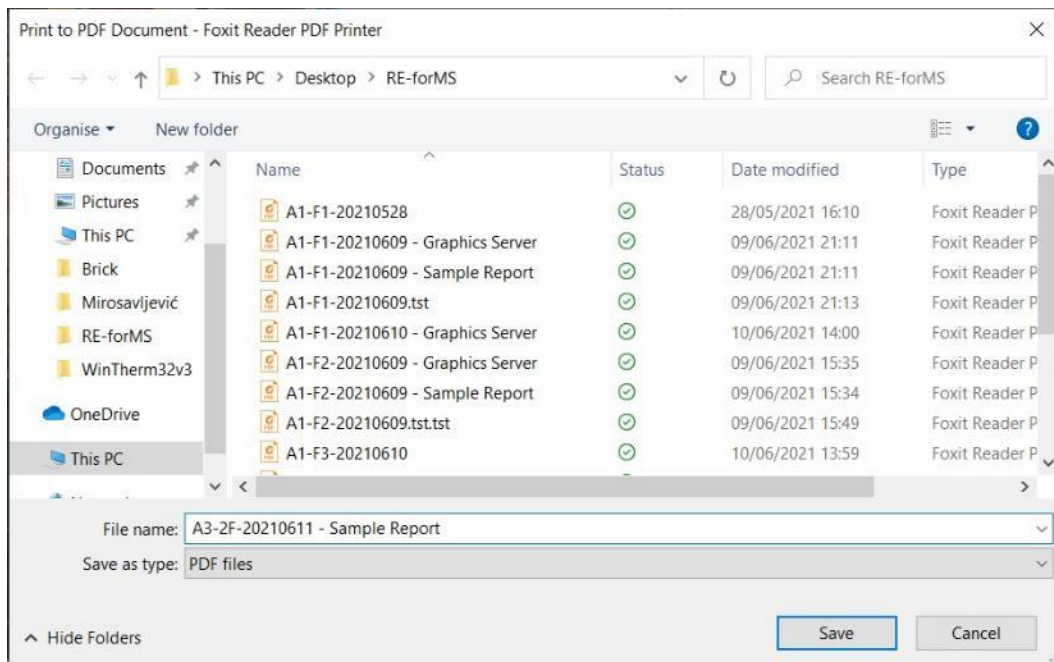 Print to PDF Document - Foxit Reader PDF Printer
This PC > Desktop > RE-forMS
Search RE-forMS
Organise
New folder
Documents
Pictures
This PC
Brick
Mirosavljević
RE-forMS
WinTherm32v3
OneDrive
This PC
Name Status Date modified Type
A1-F1-20210528 28/05/2021 16:10 Foxit Reader P
A1-F1-20210609 - Graphics Server 09/06/2021 21:11 Foxit Reader P
A1-F1-20210609 - Sample Report 09/06/2021 21:11 Foxit Reader P
A1-F1-20210609.tst 09/06/2021 21:13 Foxit Reader P
A1-F1-20210610 - Graphics Server 10/06/2021 14:00 Foxit Reader P
A1-F2-20210609 - Graphics Server 09/06/2021 15:35 Foxit Reader P
A1-F2-20210609 - Sample Report 09/06/2021 15:34 Foxit Reader P
A1-F2-20210609.tst.tst 09/06/2021 15:49 Foxit Reader P
A1-F3-20210610 10/06/2021 13:59 Foxit Reader P
File name: A3-2F-20210611 - Sample Report
Save as type: PDF files
Hide Folders
Save
Cancel